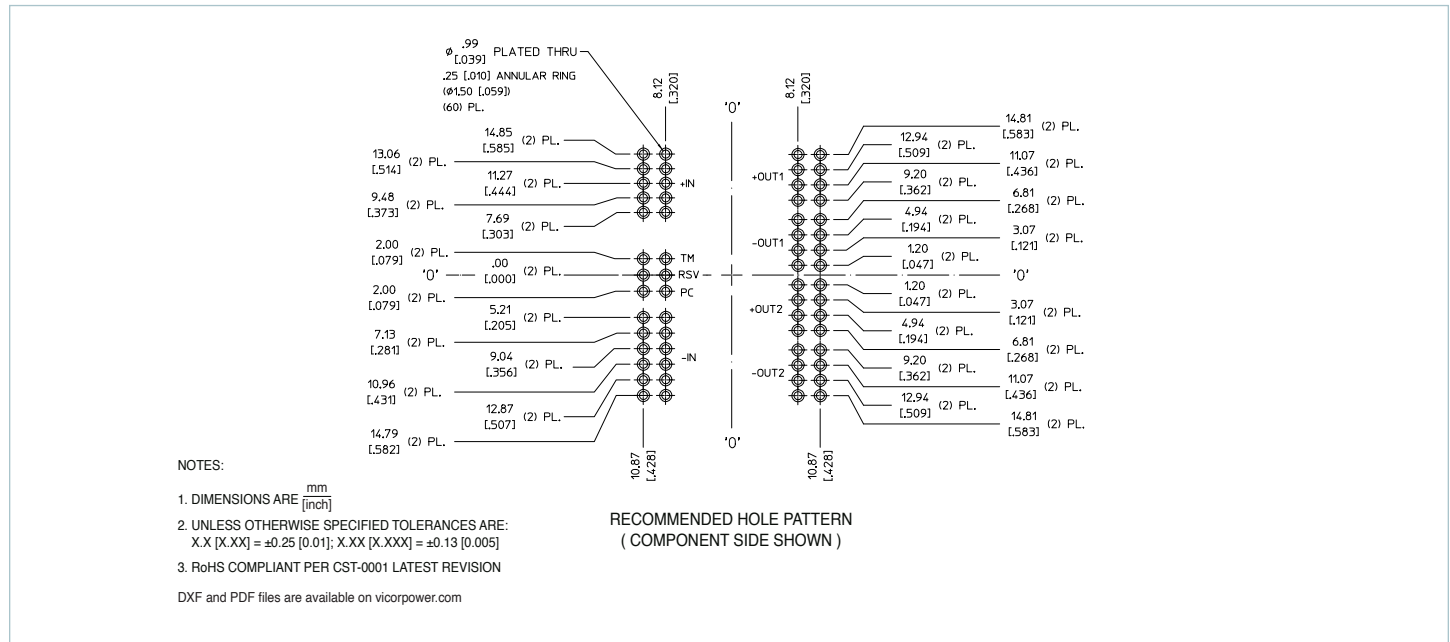 ø .99 [.039] PLATED THRU
.25 [.010] ANNULAR RING
(ø1.50 [.059])
(60) PL.
8.12 [.320]
'0'
8.12 [.320]
14.85 [.585] (2) PL.
13.06 [.514] (2) PL.
11.27 [.444] (2) PL.
+IN
9.48 [.373] (2) PL.
7.69 [.303] (2) PL.
2.00 [.079] (2) PL.
TM
'0'
.00 [.000] (2) PL.
RSV
2.00 [.079] (2) PL.
PC
5.21 [.205] (2) PL.
7.13 [.281] (2) PL.
9.04 [.356] (2) PL.
-IN
10.96 [.431] (2) PL.
12.87 [.507] (2) PL.
14.79 [.582] (2) PL.
10.87 [.428]
14.81 [.583] (2) PL.
12.94 [.509] (2) PL.
+OUT1
11.07 [.436] (2) PL.
9.20 [.362] (2) PL.
6.81 [.268] (2) PL.
4.94 [.194] (2) PL.
-OUT1
3.07 [.121] (2) PL.
1.20 [.047] (2) PL.
'0'
1.20 [.047] (2) PL.
+OUT2
3.07 [.121] (2) PL.
4.94 [.194] (2) PL.
6.81 [.268] (2) PL.
9.20 [.362] (2) PL.
-OUT2
11.07 [.436] (2) PL.
12.94 [.509] (2) PL.
14.81 [.583] (2) PL.
'0'
10.87 [.428]
NOTES:
1. DIMENSIONS ARE mm [inch]
2. UNLESS OTHERWISE SPECIFIED TOLERANCES ARE:
X.X [X.XX] = ±0.25 [0.01]; X.XX [X.XXX] = ±0.13 [0.005]
3. RoHS COMPLIANT PER CST-0001 LATEST REVISION
DXF and PDF files are available on vicorpower.com
RECOMMENDED HOLE PATTERN
( COMPONENT SIDE SHOWN )